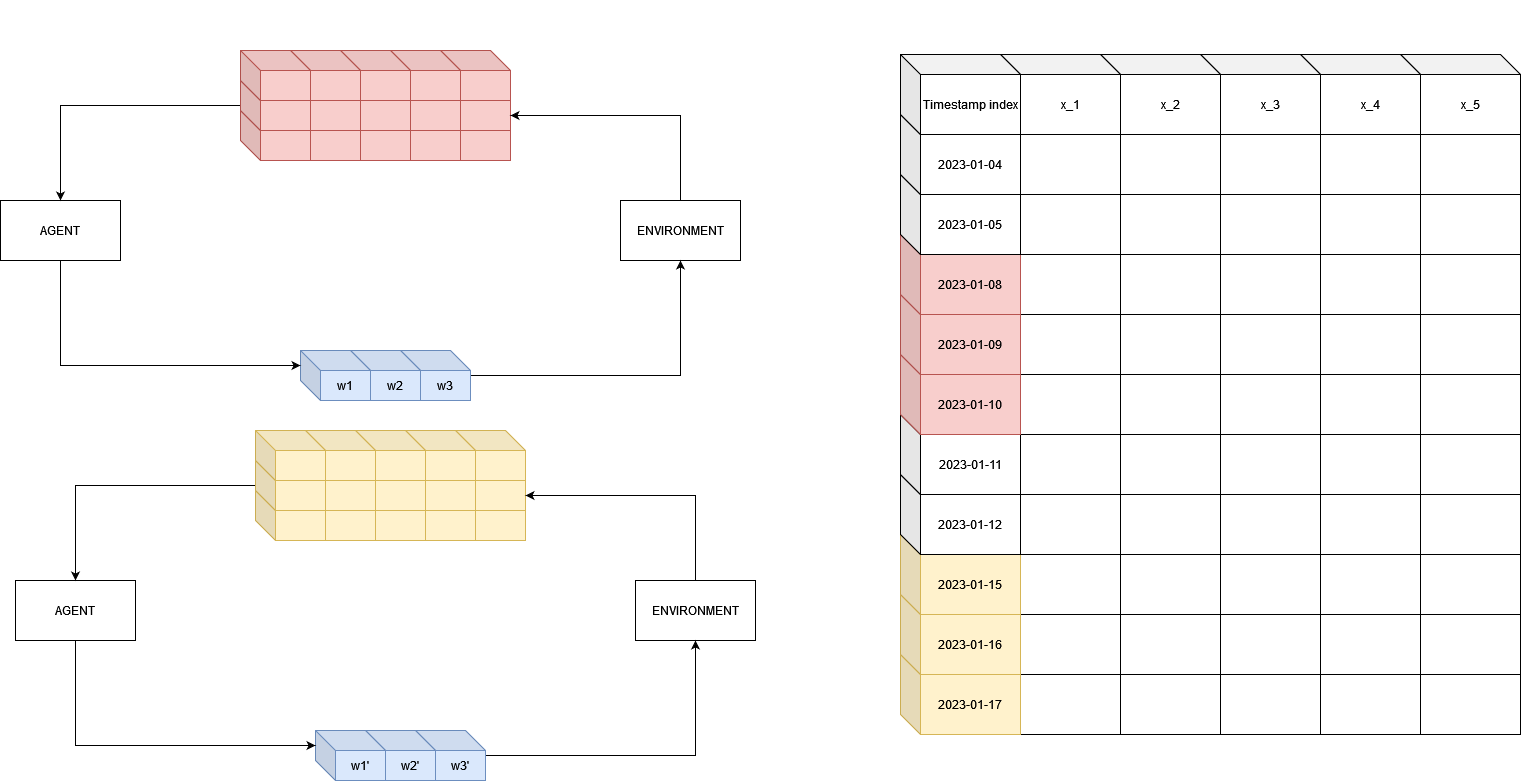 AGENT
ENVIRONMENT
w1 w2 w3
AGENT
ENVIRONMENT
w1' w2' w3'
Timestamp index x_1 x_2 x_3 x_4 x_5
2023-01-04
2023-01-05
2023-01-08
2023-01-09
2023-01-10
2023-01-11
2023-01-12
2023-01-15
2023-01-16
2023-01-17